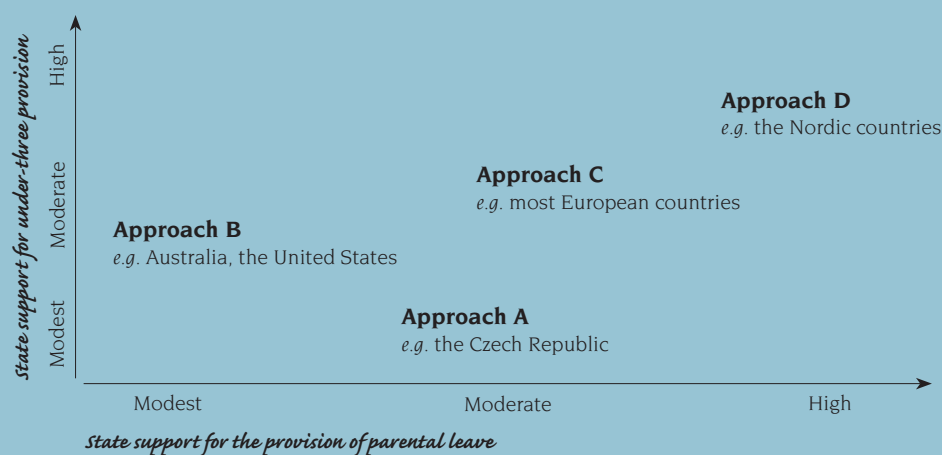 State support for under-three provision
High
Moderate
Modest
Approach D
e.g. the Nordic countries
Approach C
e.g. most European countries
Approach B
e.g. Australia, the United States
Approach A
e.g. the Czech Republic
Modest
Moderate
High
State support for the provision of parental leave